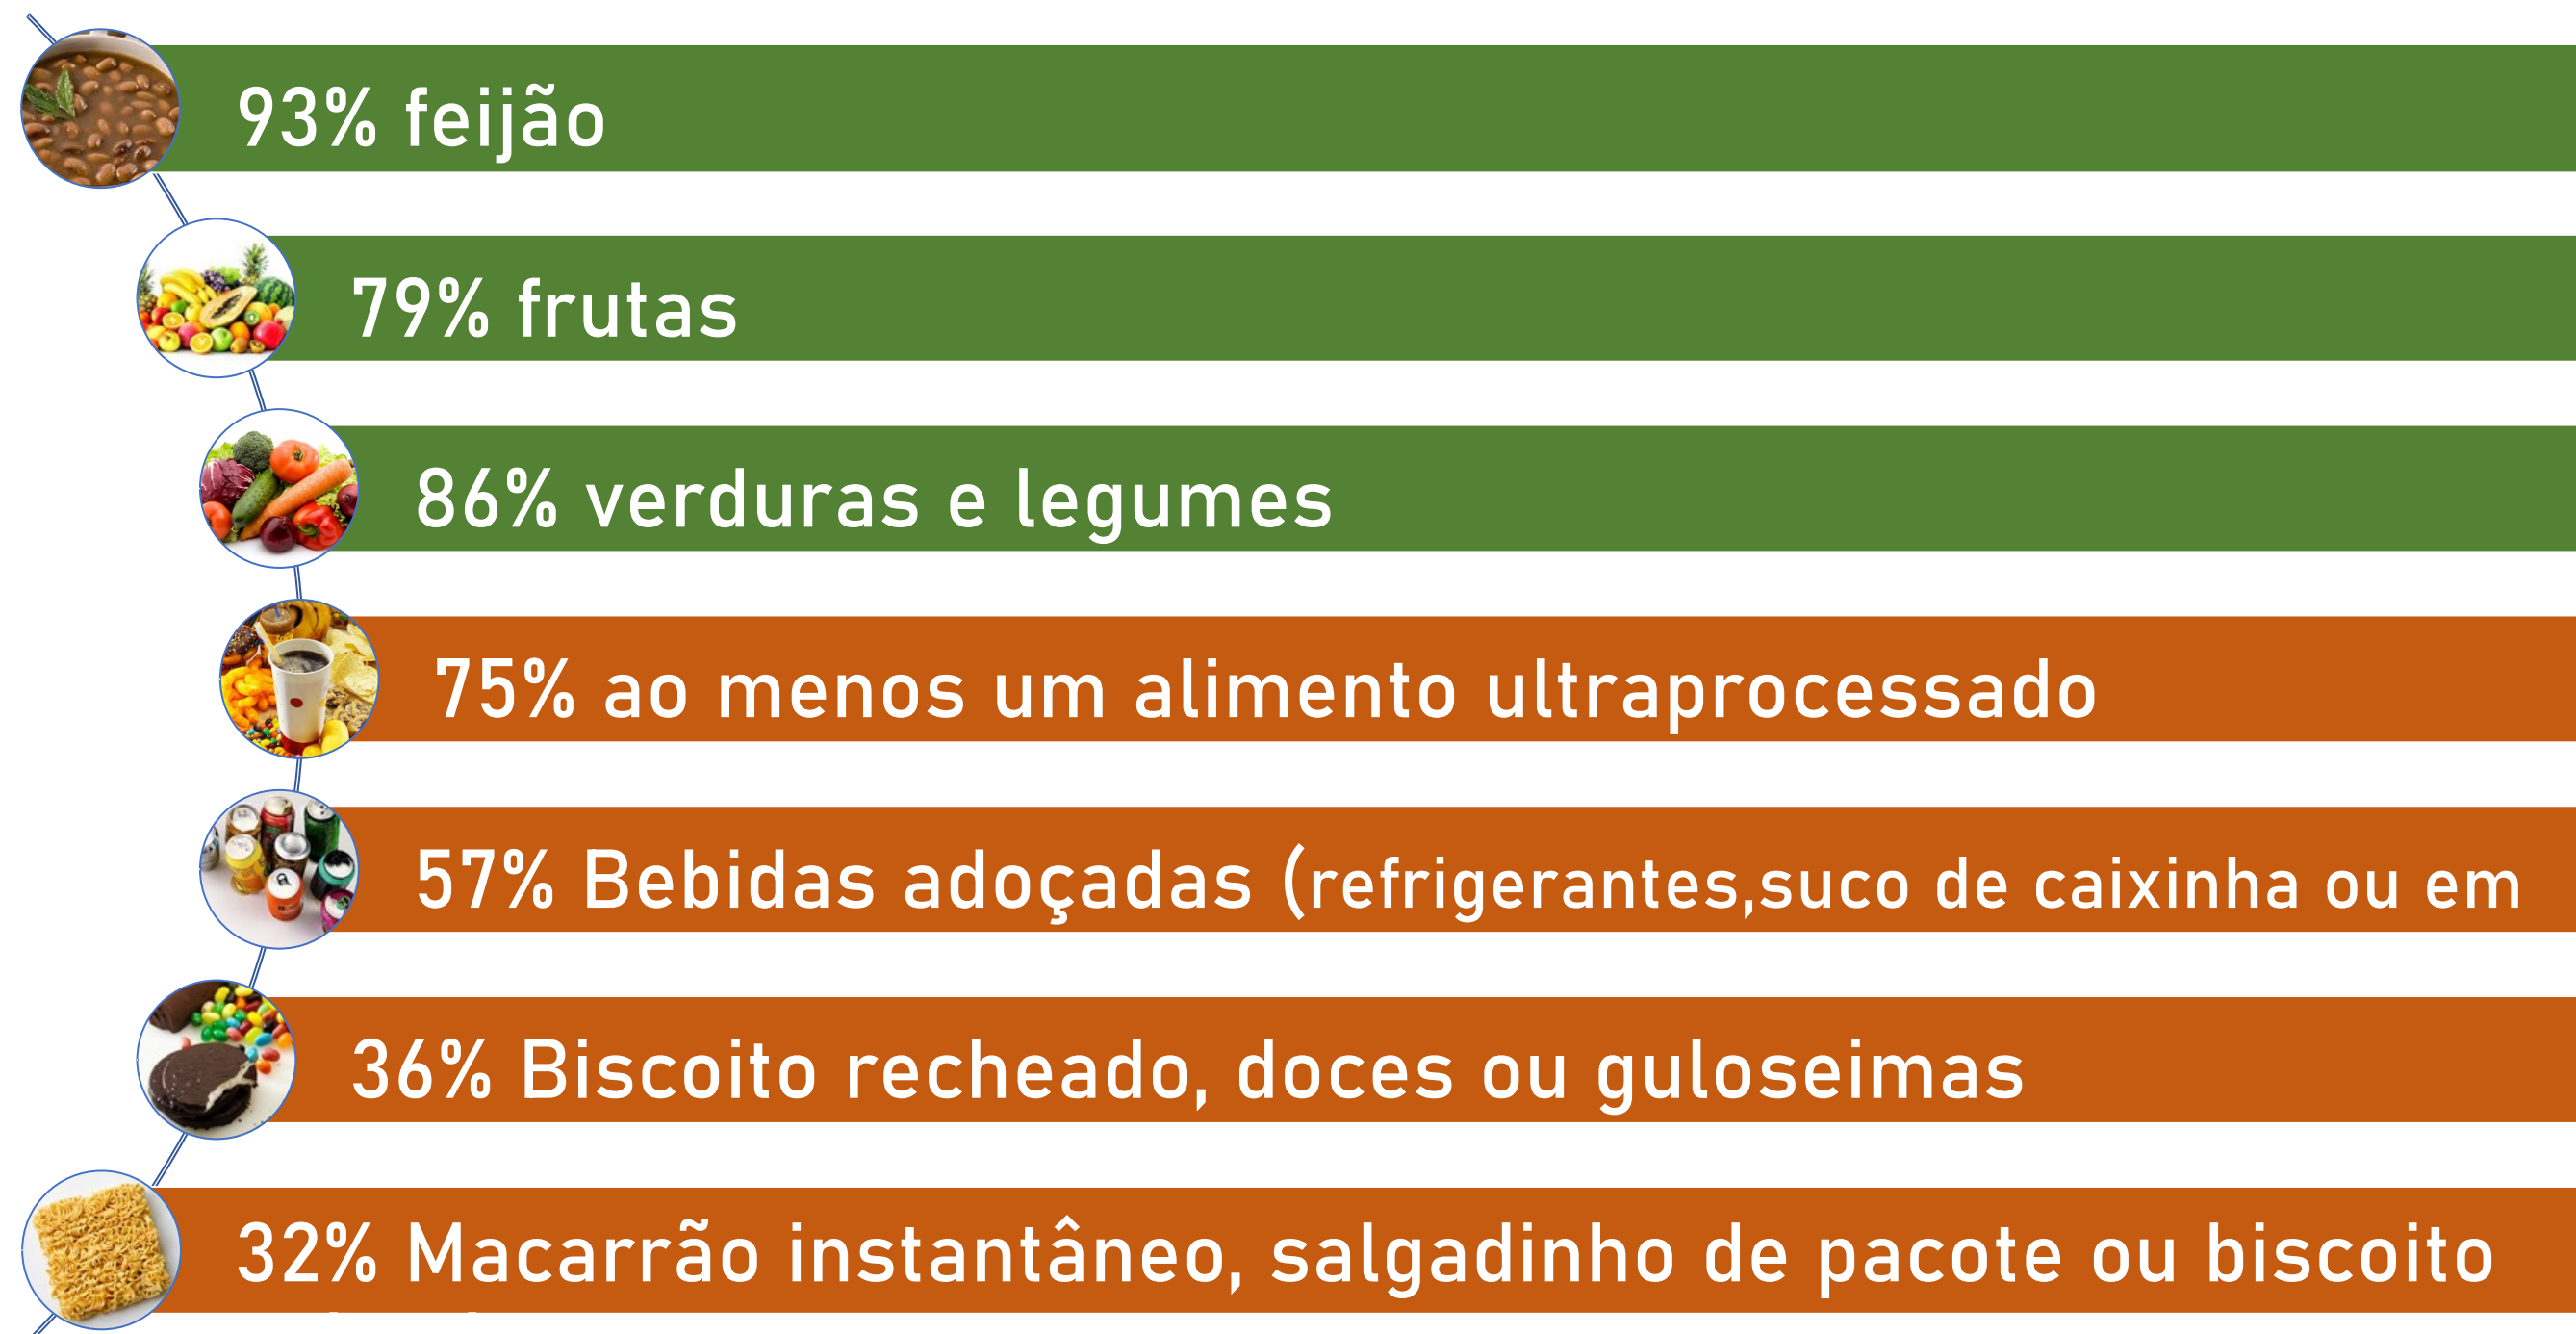 93% feijão
79% frutas
86% verduras e legumes
75% ao menos um alimento ultraprocessado
57% Bebidas adoçadas (refrigerantes,suco de caixinha ou em
36% Biscoito recheado, doces ou guloseimas
32% Macarrão instantâneo, salgadinho de pacote ou biscoito